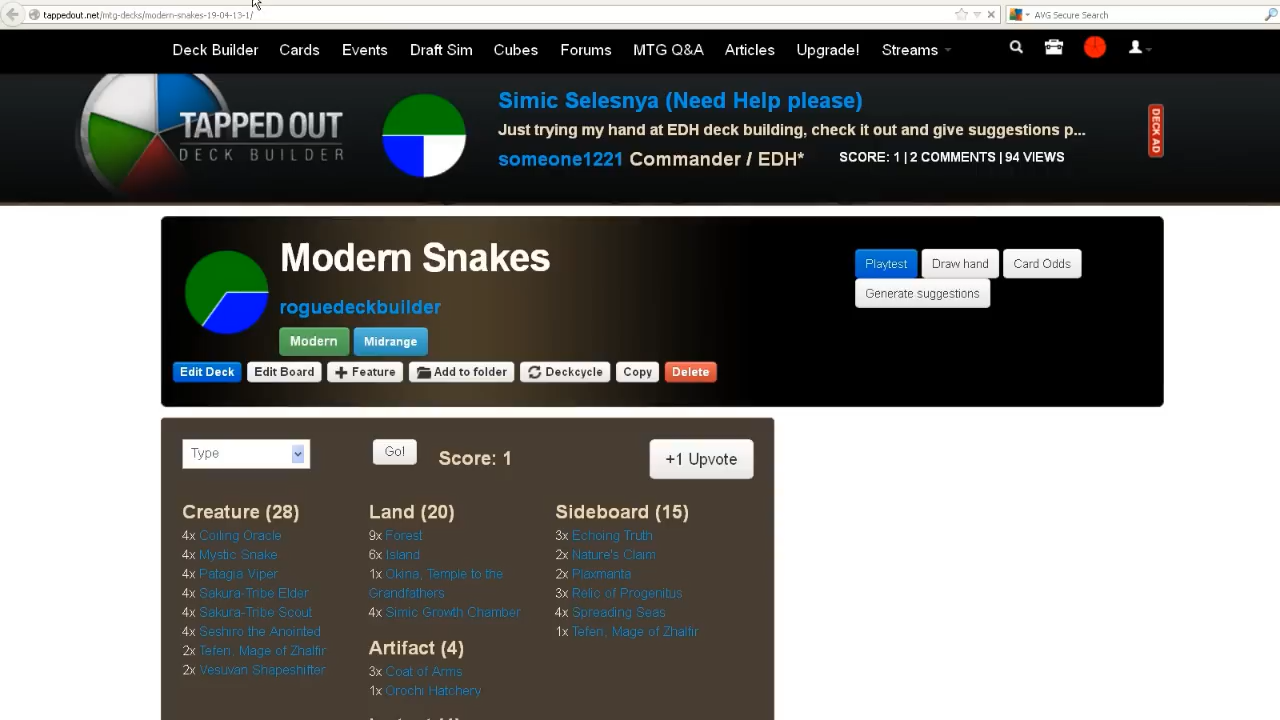 tappedout.net/mtg-decks/modern-snakes-19-04-13-1/
AVG Secure Search
Deck Builder Cards Events Draft Sim Cubes Forums MTG Q&A Articles Upgrade! Streams
TAPPED OUT
DECK BUILDER
Simic Selesnya (Need Help please)
Just trying my hand at EDH deck building, check it out and give suggestions p...
someone1221 Commander / EDH* SCORE: 1 | 2 COMMENTS | 94 VIEWS
DECK AD
Modern Snakes
roguedeckbuilder
Modern Midrange
Playtest Draw hand Card Odds
Generate suggestions
Edit Deck Edit Board Feature Add to folder Deckcycle Copy Delete
Type Go! Score: 1 +1 Upvote
Creature (28)
4x Coiling Oracle
4x Mystic Snake
4x Patagia Viper
4x Sakura-Tribe Elder
4x Sakura-Tribe Scout
4x Seshiro the Anointed
2x Teferi, Mage of Zhalfir
2x Vesuvan Shapeshifter
Land (20)
9x Forest
6x Island
1x Okina, Temple to the
Grandfathers
4x Simic Growth Chamber
Artifact (4)
3x Coat of Arms
1x Orochi Hatchery
Sideboard (15)
3x Echoing Truth
2x Nature's Claim
2x Plaxmanta
3x Relic of Progenitus
4x Spreading Seas
1x Teferi, Mage of Zhalfir